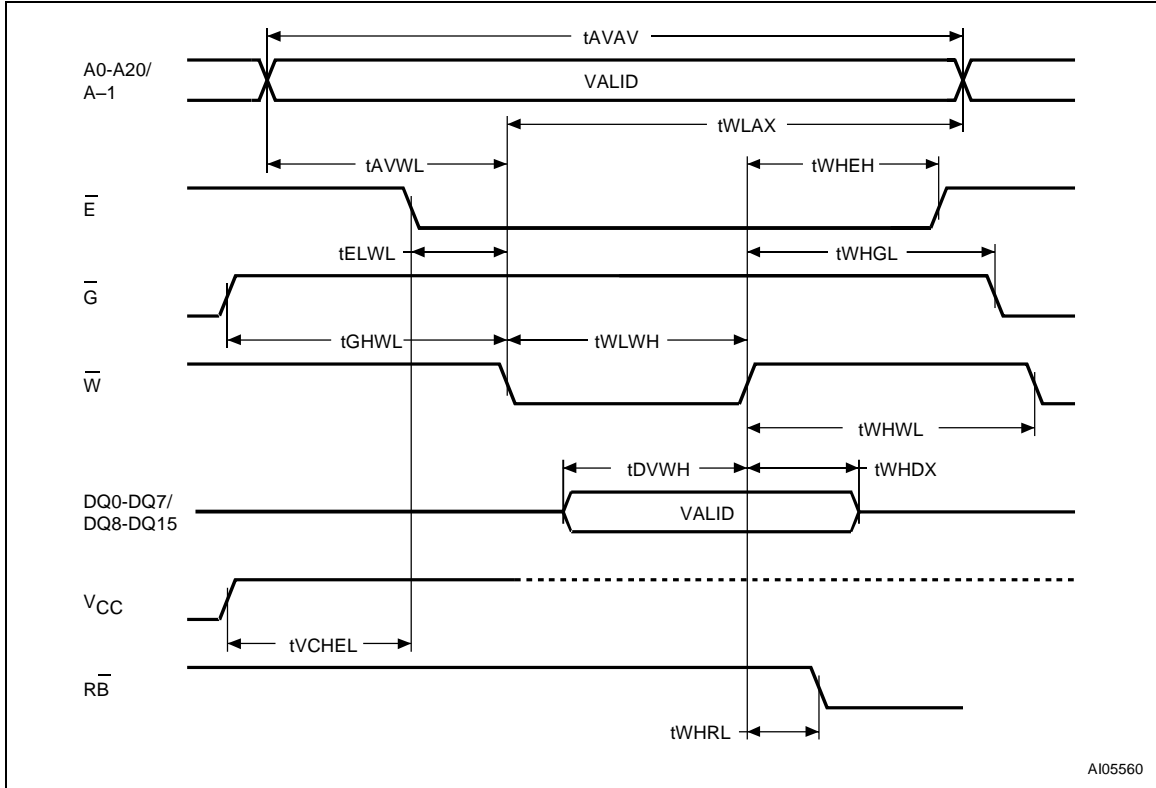 tAVAV
A0-A20/
A–1
VALID
tWLAX
tAVWL
tWHEH
E̅
tELWL
tWHGL
G̅
tGHWL
tWLWH
W̅
tWHWL
tDVWH
tWHDX
DQ0-DQ7/
DQ8-DQ15
VALID
VCC
tVCHEL
RB̅
tWHRL
AI05560